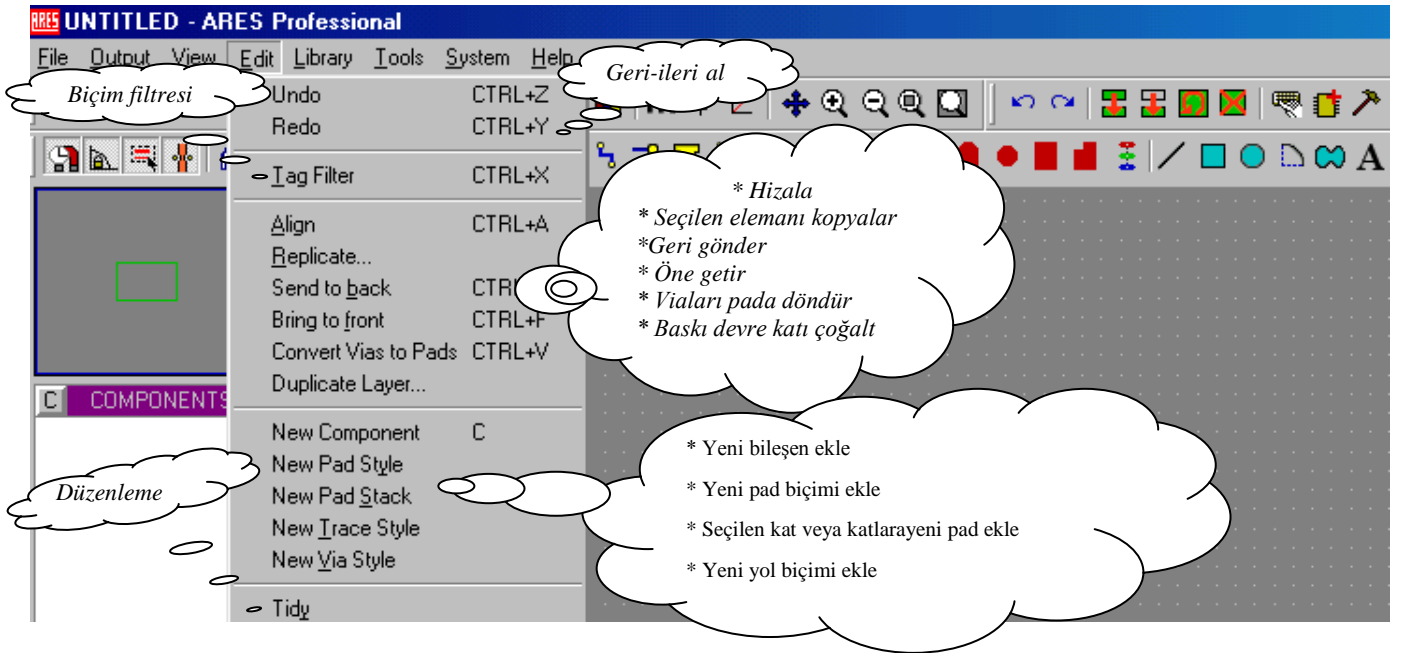 ARES UNTITLED - ARES Professional
File Output View Edit Library Tools System Help
Geri-ileri al
Biçim filtresi
Undo CTRL+Z
Redo CTRL+Y
Tag Filter CTRL+X
Align CTRL+A
Replicate...
Send to back
Bring to front CTRL+F
Convert Vias to Pads CTRL+V
Duplicate Layer...
* Hizala
* Seçilen elemanı kopyalar
*Geri gönder
* Öne getir
* Viaları pada döndür
* Baskı devre katı çoğalt
A
C COMPONENTS
New Component C
New Pad Style
New Pad Stack
New Trace Style
New Via Style
Tidy
Düzenleme
* Yeni bileşen ekle
* Yeni pad biçimi ekle
* Seçilen kat veya katlarayeni pad ekle
* Yeni yol biçimi ekle